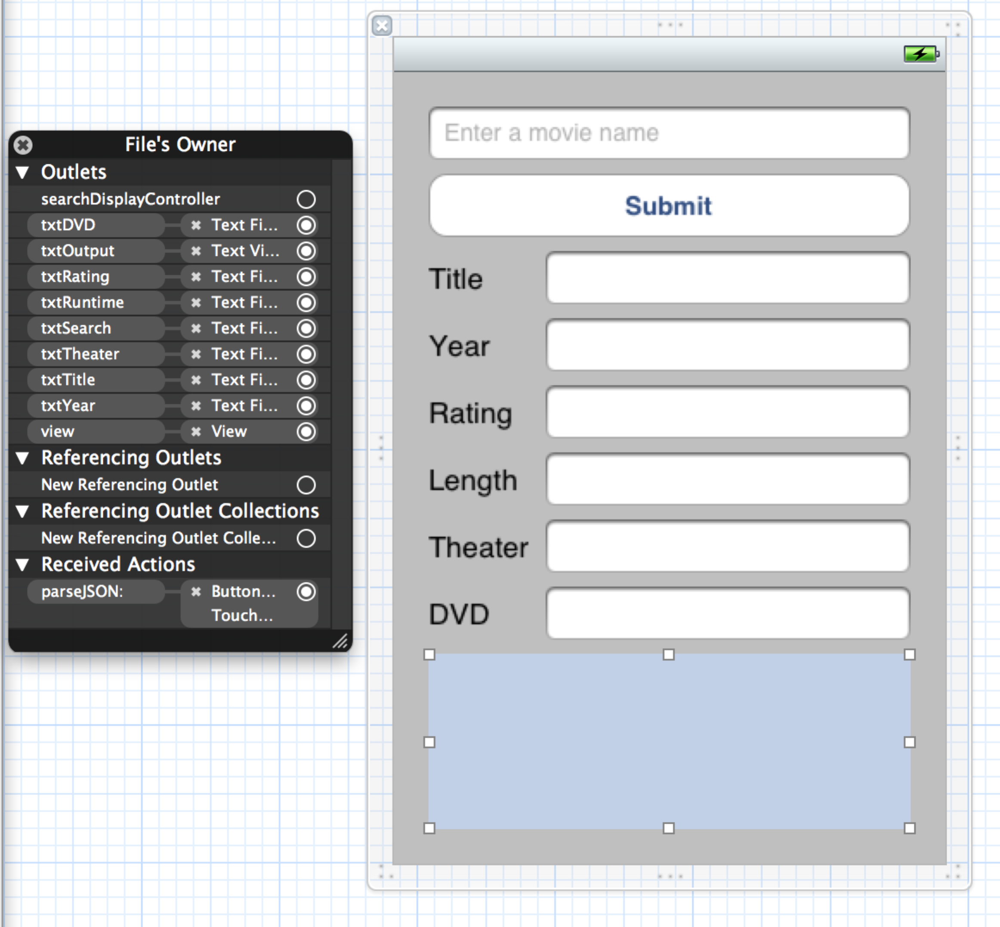 File's Owner
Outlets
searchDisplayController
txtDVD Text Fi...
txtOutput Text Vi...
txtRating Text Fi...
txtRuntime Text Fi...
txtSearch Text Fi...
txtTheater Text Fi...
txtTitle Text Fi...
txtYear Text Fi...
view View
Referencing Outlets
New Referencing Outlet
Referencing Outlet Collections
New Referencing Outlet Colle...
Received Actions
parseJSON: Button...
Touch...
Enter a movie name
Submit
Title
Year
Rating
Length
Theater
DVD